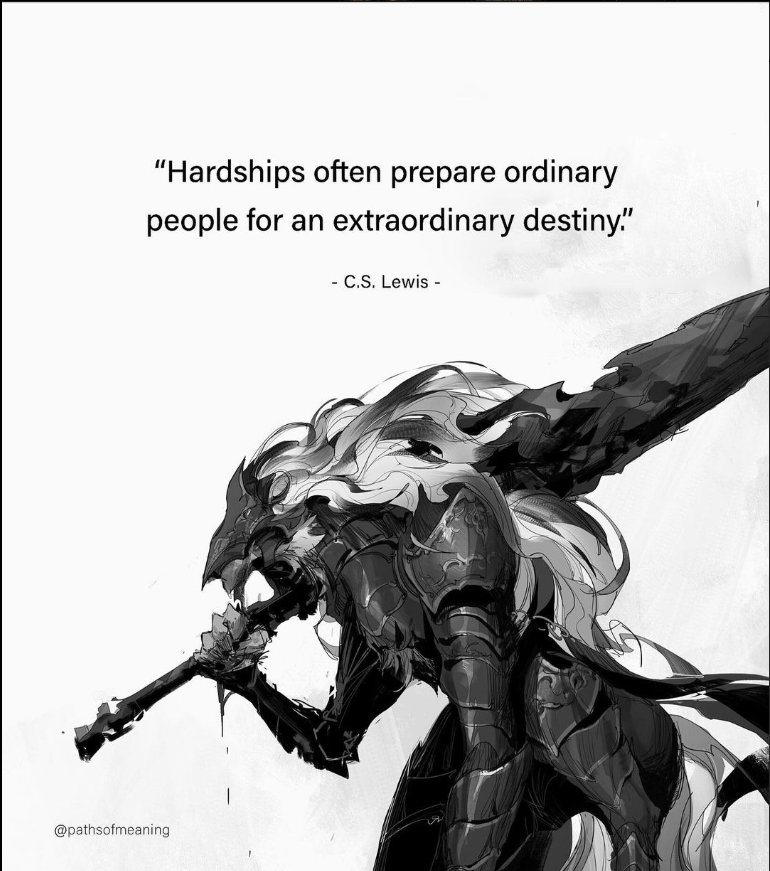 “Hardships often prepare ordinary
people for an extraordinary destiny.”
- C.S. Lewis -
@pathsofmeaning